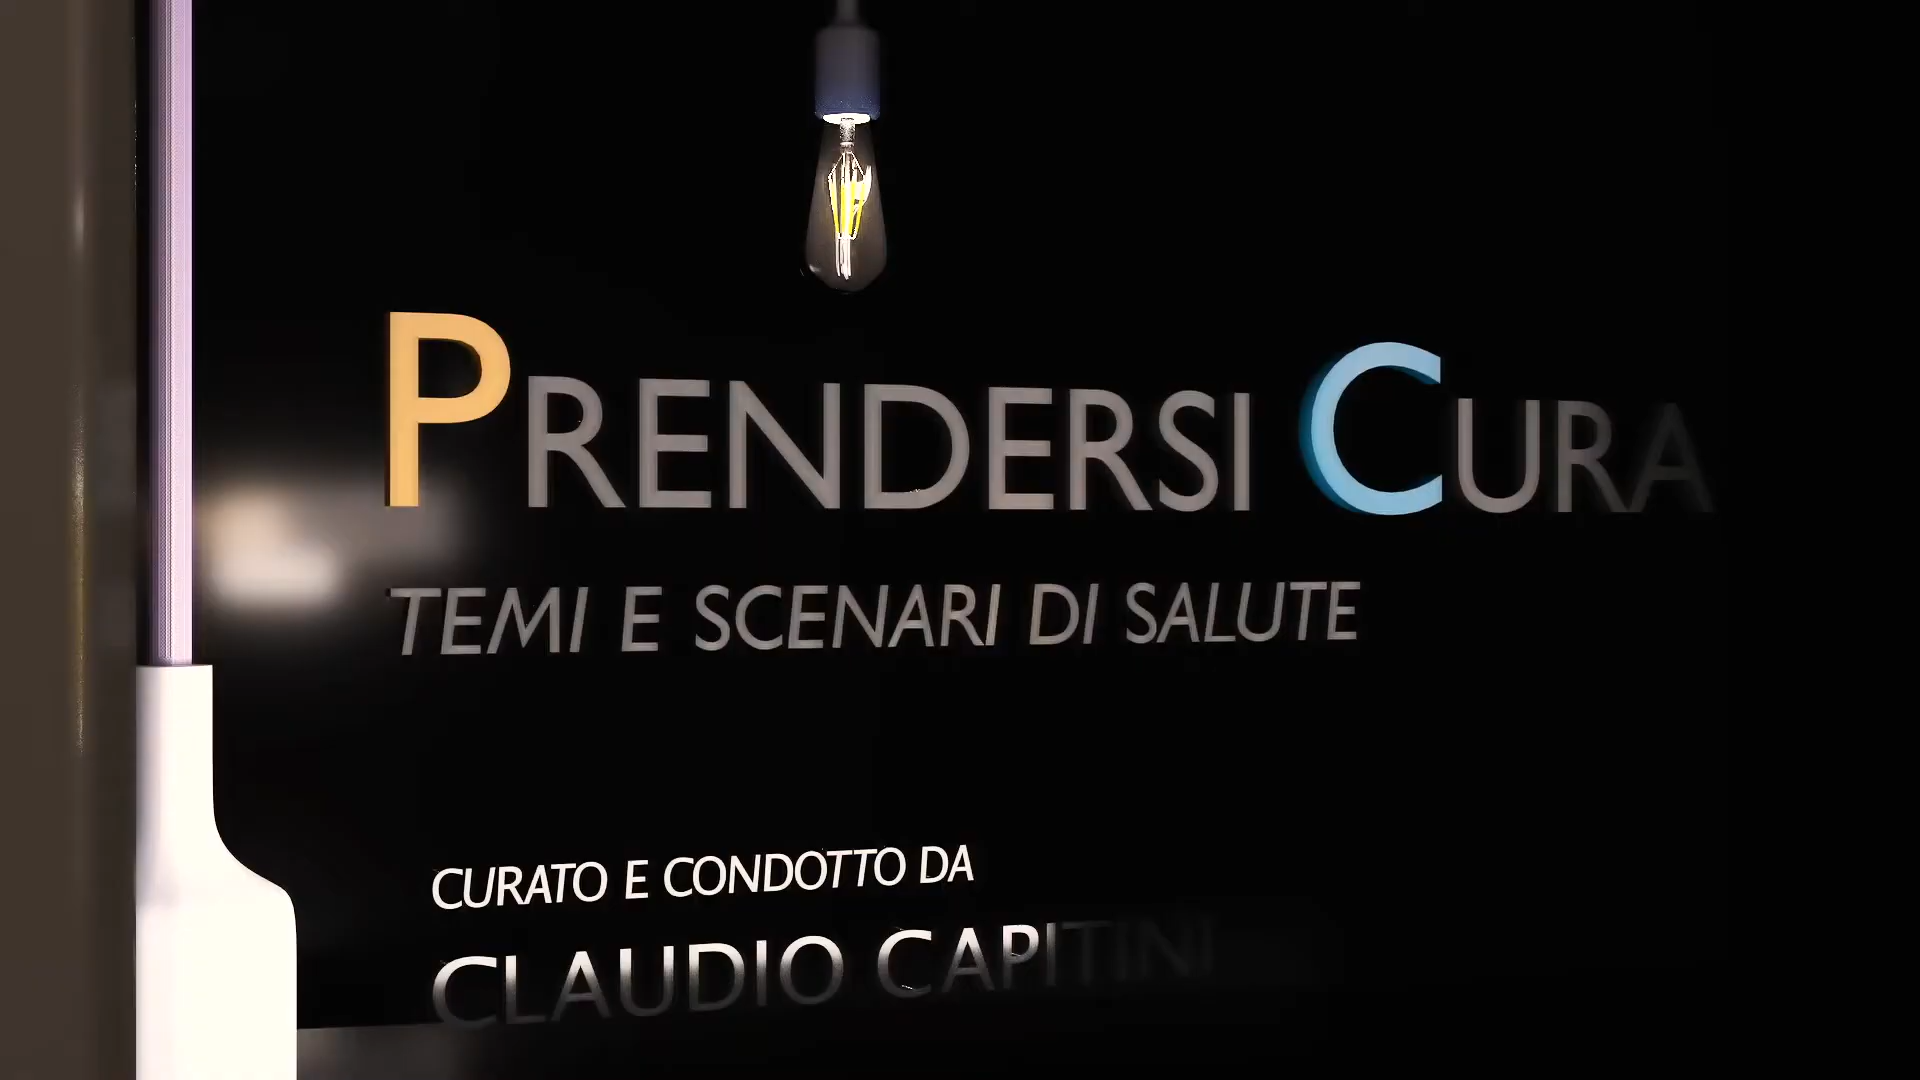 PRENDERSI CURA
TEMI E SCENARI DI SALUTE
CURATO E CONDOTTO DA
CLAUDIO CAPITINI